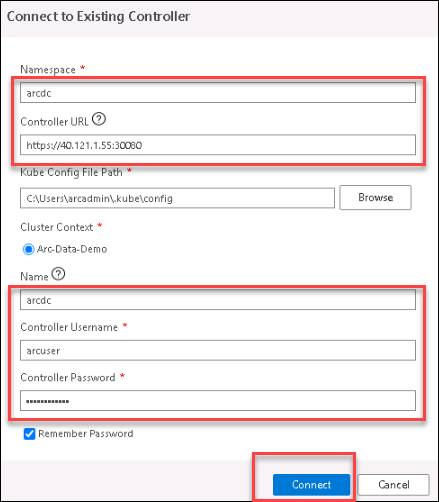 Connect to Existing Controller
Namespace *
arcdc
Controller URL ?
https://40.121.1.55:30080
Kube Config File Path *
C:\Users\arcadmin\.kube\config
Browse
Cluster Context *
Arc-Data-Demo
Name ?
arcdc
Controller Username *
arcuser
Controller Password *
••••••••••••
Remember Password
Connect
Cancel